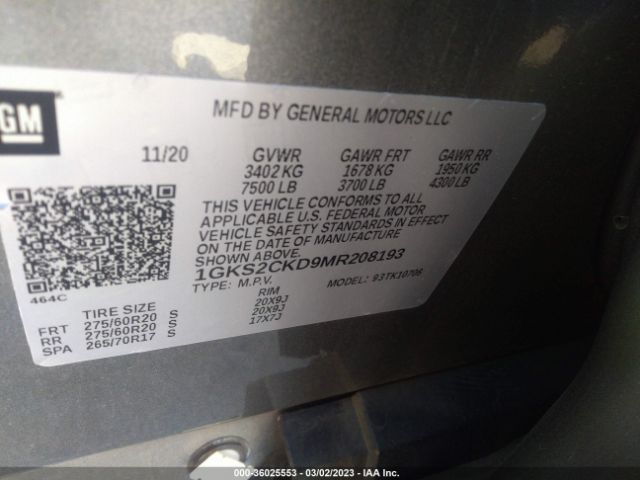 GM
MFD BY GENERAL MOTORS LLC
11/20 GVWR GAWR FRT GAWR RR
3402 KG 1678 KG 1950 KG
7500 LB 3700 LB 4300 LB
THIS VEHICLE CONFORMS TO ALL
APPLICABLE U.S. FEDERAL MOTOR
VEHICLE SAFETY STANDARDS IN EFFECT
ON THE DATE OF MANUFACTURE
SHOWN ABOVE.
1GKS2CKD9MR208193
TYPE: M.P.V. MODEL: 93TK10706
464C
TIRE SIZE RIM
FRT 275/60R20 S 20X9J
RR 275/60R20 S 20X9J
SPA 265/70R17 S 17X7J
000-36025553 — 03/02/2023 — IAA Inc.